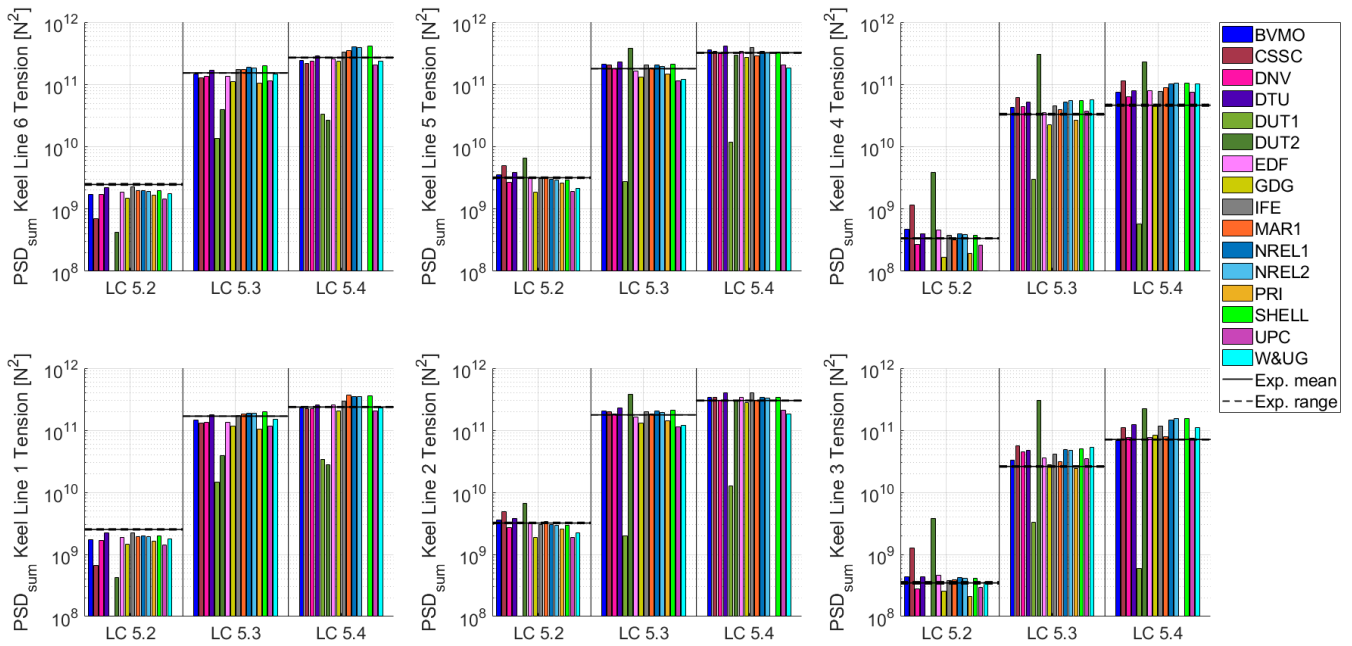 PSD_sum Keel Line 6 Tension [N^2]
10^12
10^11
10^10
10^9
10^8
LC 5.2 LC 5.3 LC 5.4
PSD_sum Keel Line 5 Tension [N^2]
10^12
10^11
10^10
10^9
10^8
LC 5.2 LC 5.3 LC 5.4
PSD_sum Keel Line 4 Tension [N^2]
10^12
10^11
10^10
10^9
10^8
LC 5.2 LC 5.3 LC 5.4
BVMO
CSSC
DNV
DTU
DUT1
DUT2
EDF
GDG
IFE
MAR1
NREL1
NREL2
PRI
SHELL
UPC
W&UG
Exp. mean
Exp. range
PSD_sum Keel Line 1 Tension [N^2]
10^12
10^11
10^10
10^9
10^8
LC 5.2 LC 5.3 LC 5.4
PSD_sum Keel Line 2 Tension [N^2]
10^12
10^11
10^10
10^9
10^8
LC 5.2 LC 5.3 LC 5.4
PSD_sum Keel Line 3 Tension [N^2]
10^12
10^11
10^10
10^9
10^8
LC 5.2 LC 5.3 LC 5.4